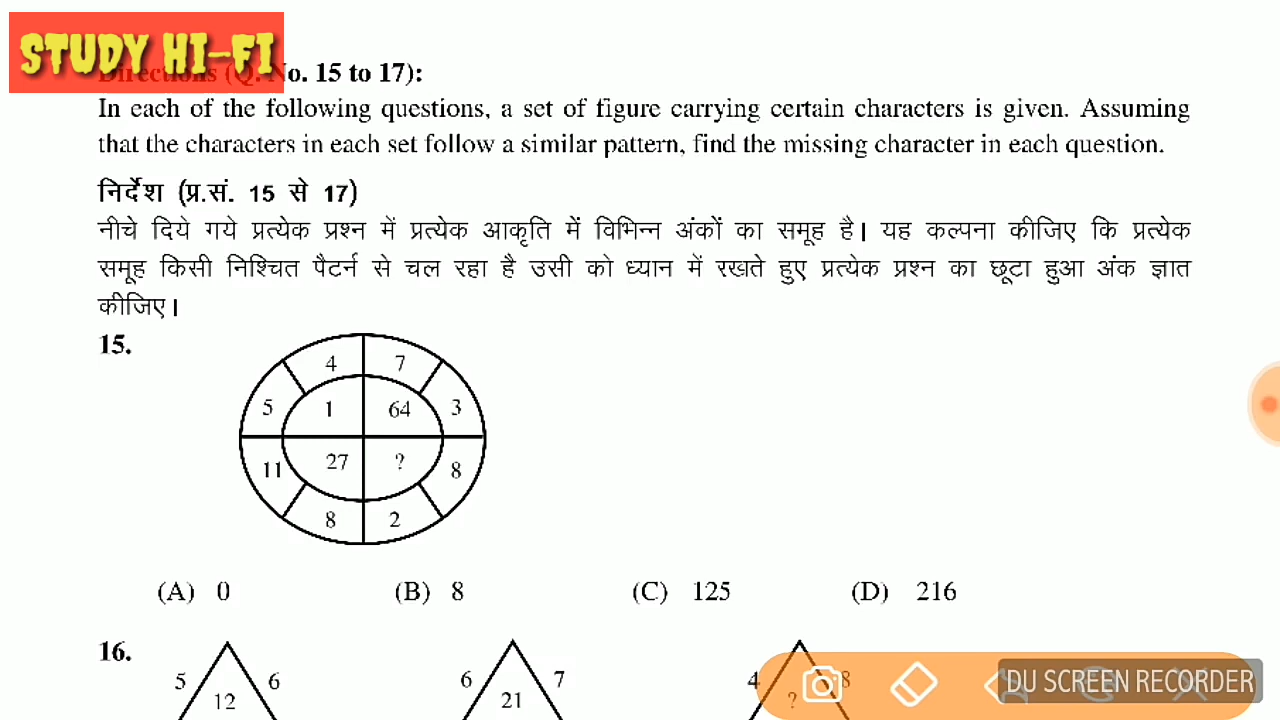 STUDY HI-FI
Directions (Q. No. 15 to 17):
In each of the following questions, a set of figure carrying certain characters is given. Assuming
that the characters in each set follow a similar pattern, find the missing character in each question.
निर्देश (प्र.सं. 15 से 17)
नीचे दिये गये प्रत्येक प्रश्न में प्रत्येक आकृति में विभिन्न अंकों का समूह है। यह कल्पना कीजिए कि प्रत्येक
समूह किसी निश्चित पैटर्न से चल रहा है उसी को ध्यान में रखते हुए प्रत्येक प्रश्न का छूटा हुआ अंक ज्ञात
कीजिए।
15.
4 7
5 1 64 3
11 27 ? 8
8 2
(A) 0 (B) 8 (C) 125 (D) 216
16.
5 6 6 7 4 8
12 21 ?
DU SCREEN RECORDER